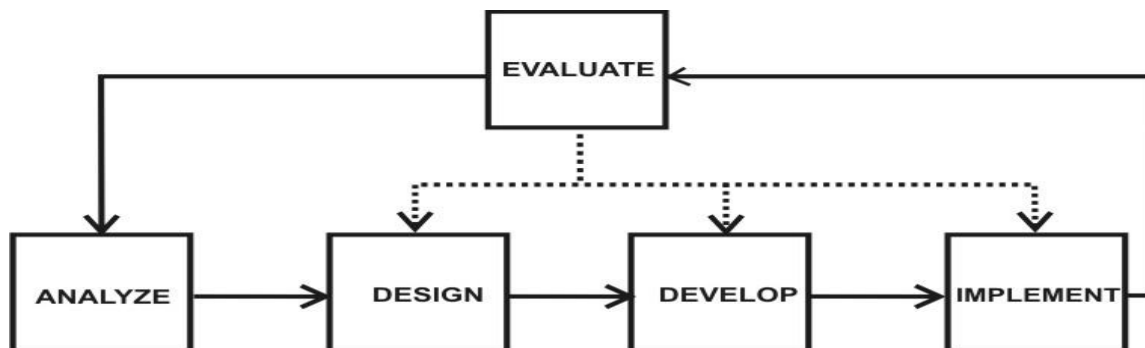 EVALUATE
ANALYZE
DESIGN
DEVELOP
IMPLEMENT